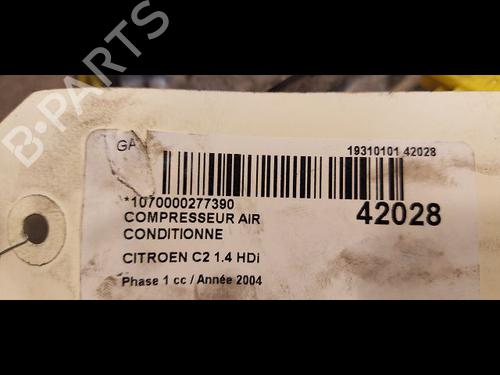 B-PARTS
GA
19310101 42028
*1070000277390
COMPRESSEUR AIR
CONDITIONNE
42028
CITROEN C2 1.4 HDi
Phase 1 cc / Année 2004